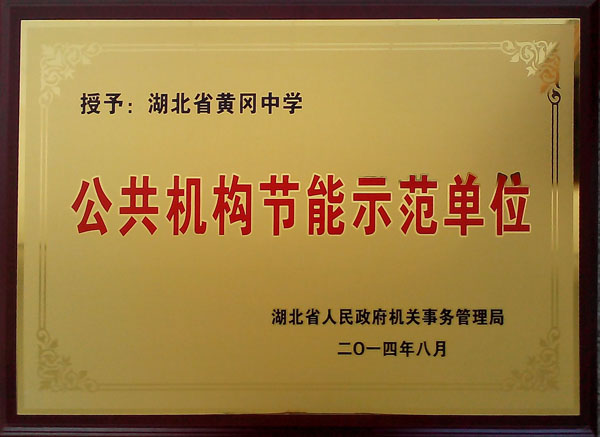 授予：湖北省黄冈中学
公共机构节能示范单位
湖北省人民政府机关事务管理局
二〇一四年八月